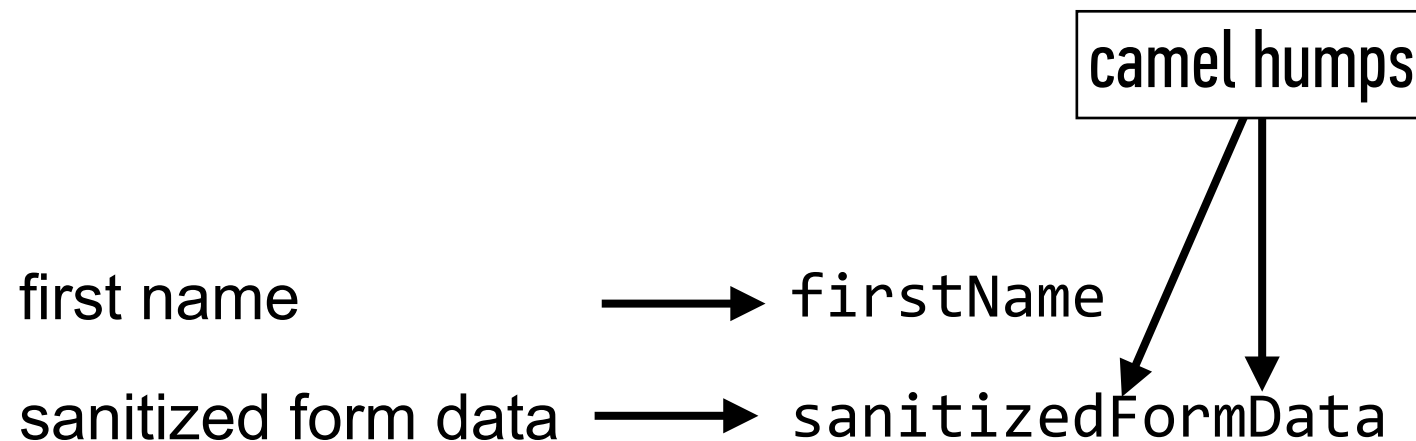 camel humps
first name firstName
sanitized form data sanitizedFormData